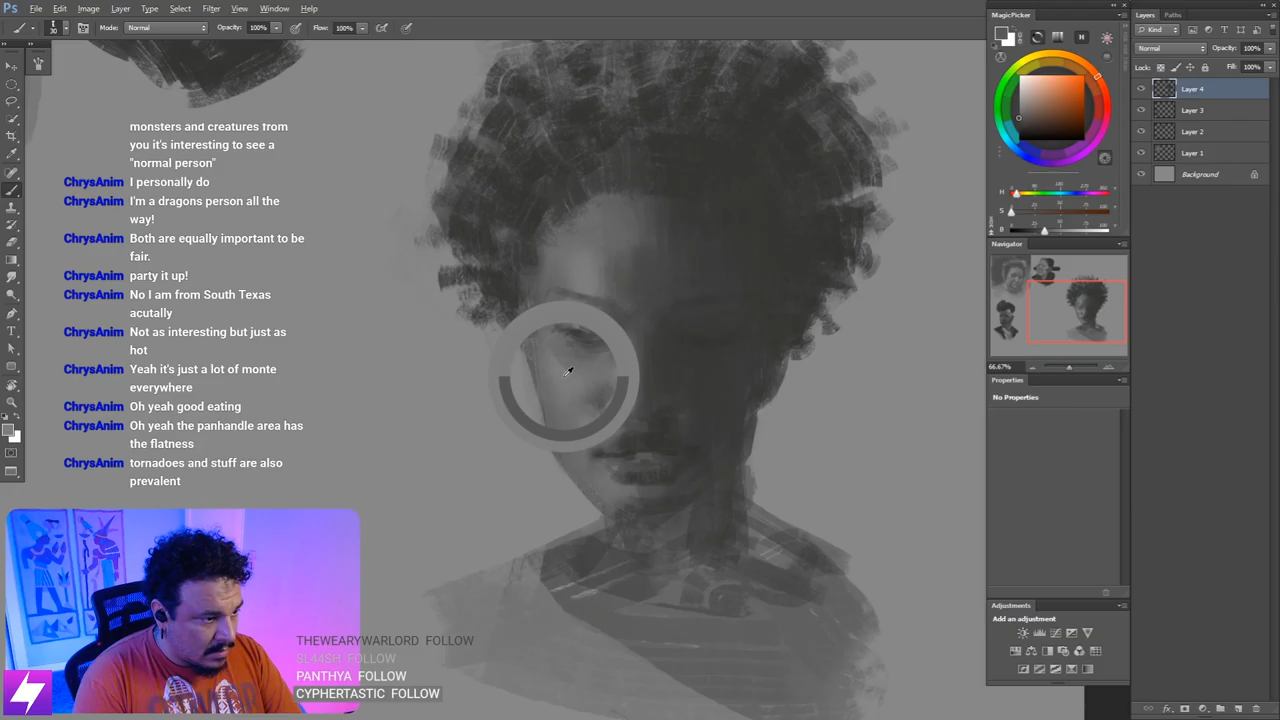 Ps File Edit Image Layer Type Select Filter View Window Help
30 Mode: Normal Opacity: 100% Flow: 100%
monsters and creatures from
you it's interesting to see a
"normal person"
ChrysAnim I personally do
ChrysAnim I'm a dragons person all the
way!
ChrysAnim Both are equally important to be
fair.
ChrysAnim party it up!
ChrysAnim No I am from South Texas
acutally
ChrysAnim Not as interesting but just as
hot
ChrysAnim Yeah it's just a lot of monte
everywhere
ChrysAnim Oh yeah good eating
ChrysAnim Oh yeah the panhandle area has
the flatness
ChrysAnim tornadoes and stuff are also
prevalent
THEWEARYWARLORD FOLLOW
SL44SH FOLLOW
PANTHYA FOLLOW
CYPHERTASTIC FOLLOW
MagicPicker
H
H
S
B
Navigator
66.67%
Properties
No Properties
Adjustments
Add an adjustment
Layers Paths
Kind
Normal Opacity: 100%
Lock: Fill: 100%
Layer 4
Layer 3
Layer 2
Layer 1
Background
fx